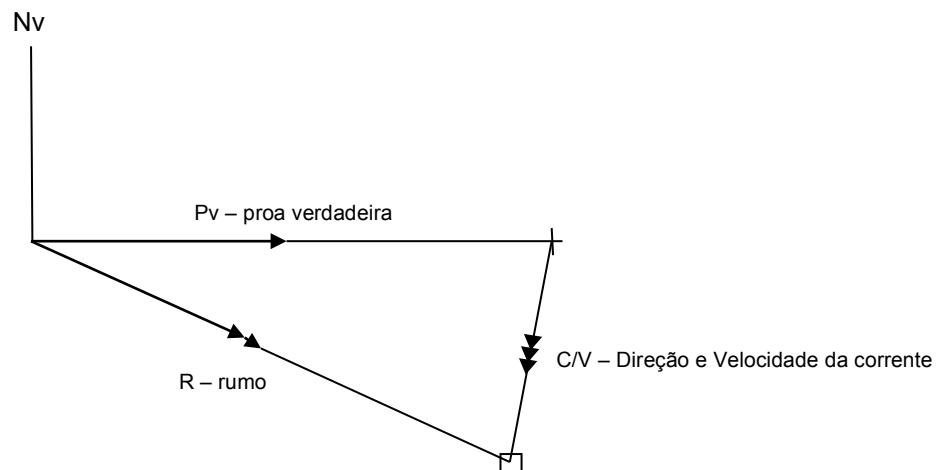 Nv
Pv – proa verdadeira
C/V – Direção e Velocidade da corrente
R – rumo